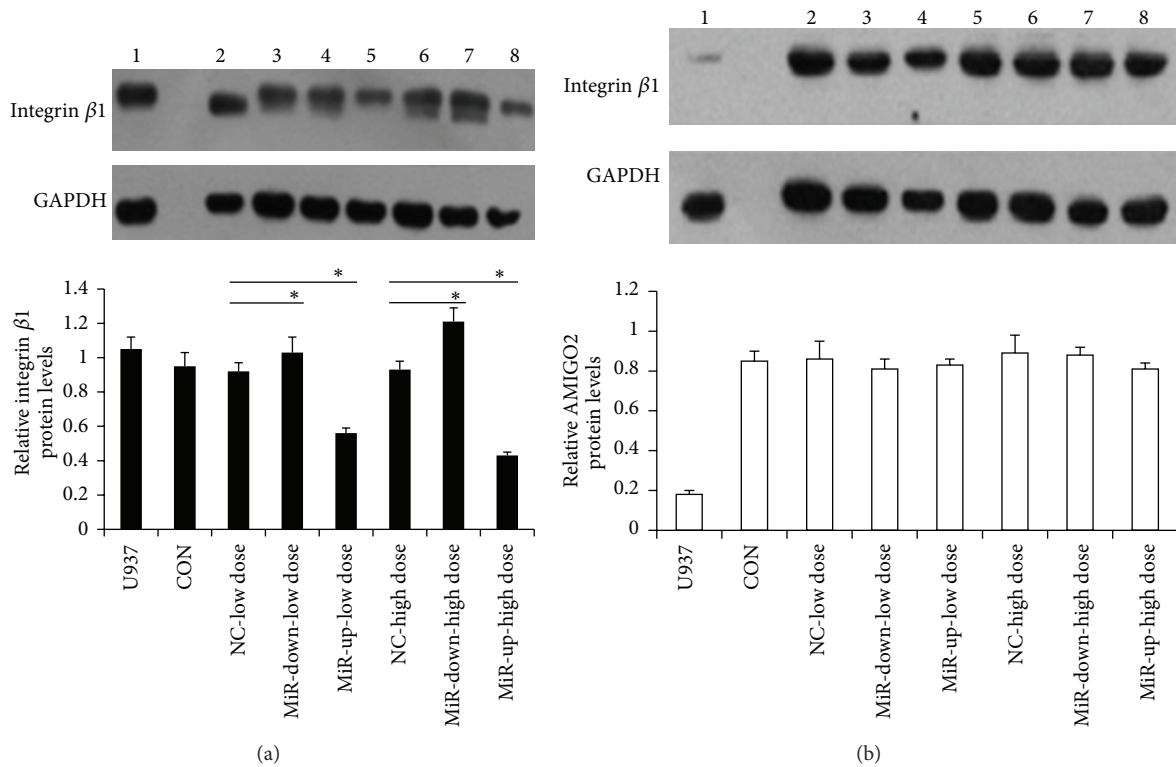 1 2 3 4 5 6 7 8
Integrin β1
GAPDH
* *
* *
Relative integrin β1
protein levels
1.4
1.2
1
0.8
0.6
0.4
0.2
0
U937
CON
NC-low dose
MiR-down-low dose
MiR-up-low dose
NC-high dose
MiR-down-high dose
MiR-up-high dose
(a)
1 2 3 4 5 6 7 8
Integrin β1
GAPDH
Relative AMIGO2
protein levels
1.2
1
0.8
0.6
0.4
0.2
0
U937
CON
NC-low dose
MiR-down-low dose
MiR-up-low dose
NC-high dose
MiR-down-high dose
MiR-up-high dose
(b)